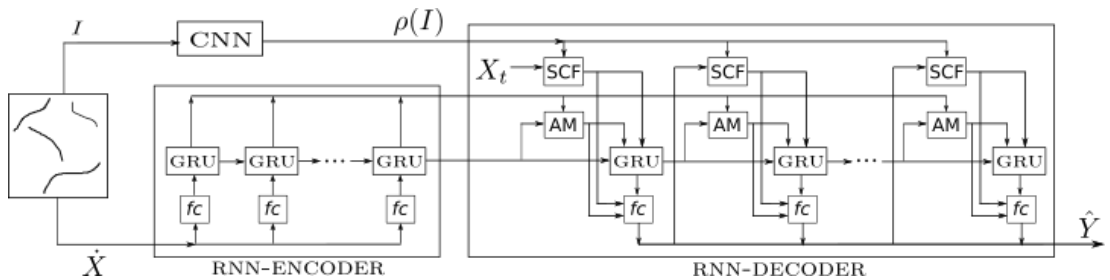 I
CNN
ρ(I)
X_t
SCF
SCF
SCF
AM
AM
AM
GRU
GRU
...
GRU
GRU
GRU
...
GRU
fc
fc
fc
fc
fc
fc
Ẋ
Ŷ
RNN-ENCODER
RNN-DECODER